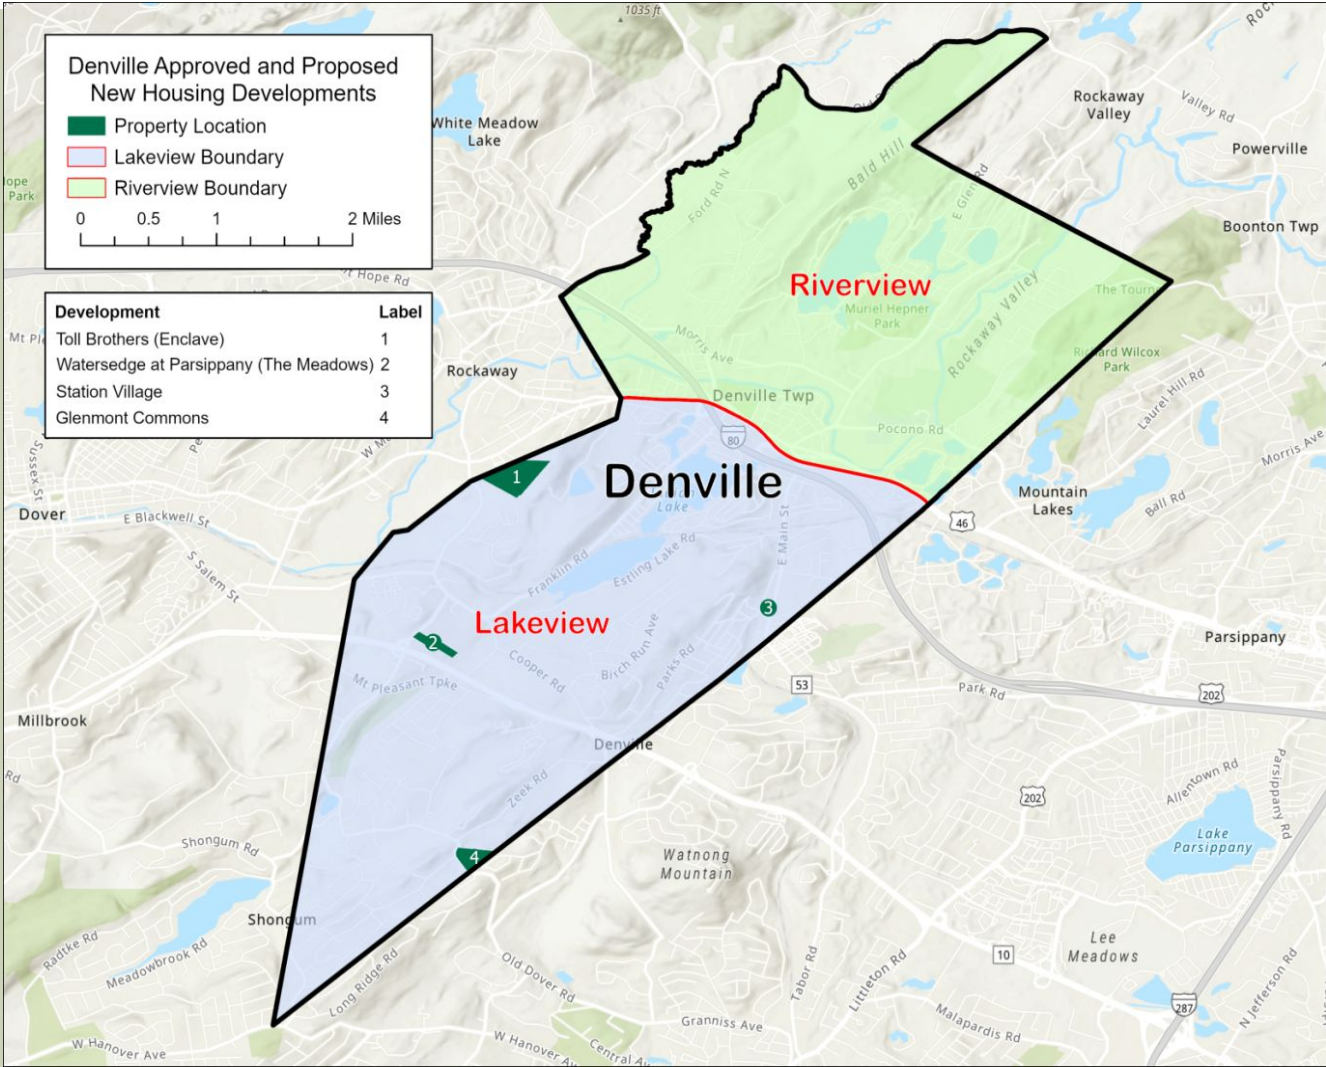 Denville Approved and Proposed
New Housing Developments
Property Location
Lakeview Boundary
Riverview Boundary
0 0.5 1 2 Miles
Development Label
Toll Brothers (Enclave) 1
Watersedge at Parsippany (The Meadows) 2
Station Village 3
Glenmont Commons 4
1035 ft
White Meadow
Lake
Rockaway
Valley
Valley Rd
Powerville
Boonton Twp
Bald Hill
Ford Rd N
E Glen Rd
Hope Rd
Riverview
Muriel Hepner
Park
Rockaway Valley
The Tourn
Richard Wilcox
Park
Morris Ave
Rockaway
Denville Twp
Pocono Rd
80
Laurel Hill Rd
Morris Ave
Sussex St
Dover
E Blackwell St
S Salem St
1
Denville
Lake
Mountain
Lakes
Ball Rd
46
Franklin Rd
Estling Lake Rd
E Main St
3
Lakeview
2
Cooper Rd
Birch Run Ave
Parks Rd
Mt Pleasant Tpke
53
Park Rd
Parsippany
202
Millbrook
Rd
Denville
Zeek Rd
202
Allentown Rd
Parsippany Rd
Lake
Parsippany
Shongum Rd
4
Watnong
Mountain
Shongum
Radtke Rd
Meadowbrook Rd
Long Ridge Rd
Old Dover Rd
Tabor Rd
Littleton Rd
10
Lee
Meadows
287
N Jefferson Rd
Granniss Ave
Malapardis Rd
W Hanover Ave
W Hanover Av
Central Av